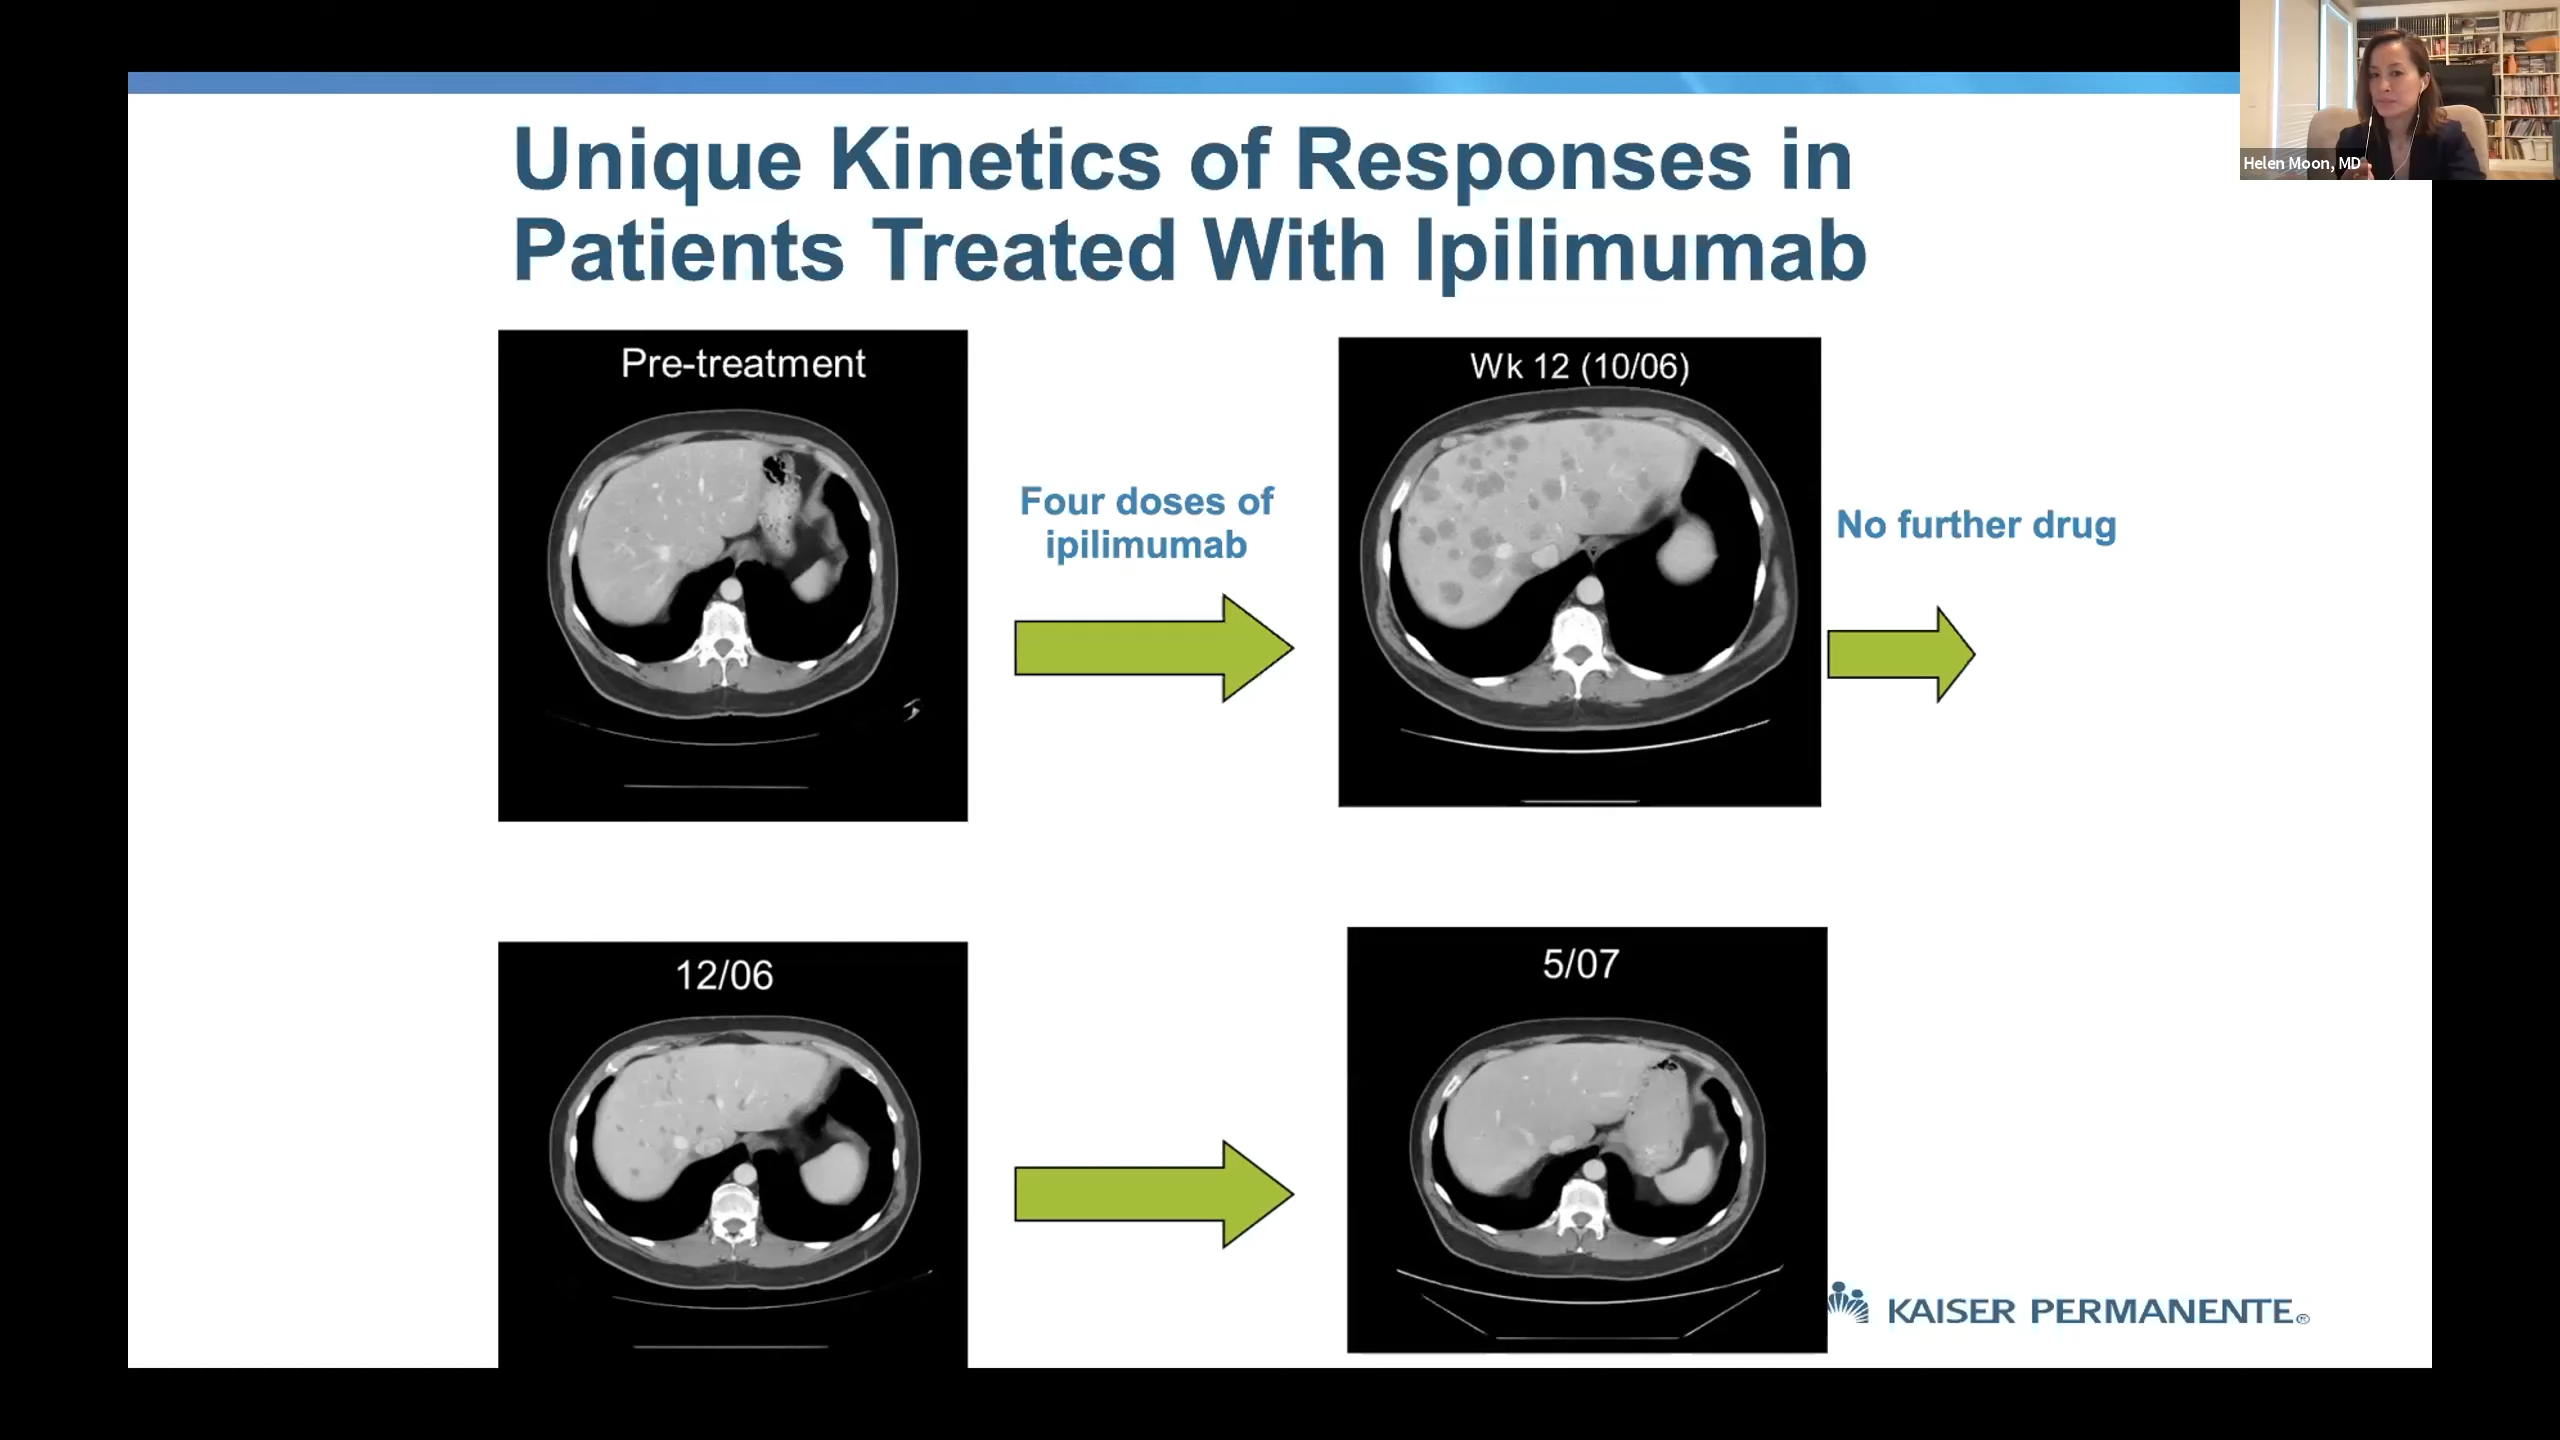 Helen Moon, MD
Unique Kinetics of Responses in
Patients Treated With Ipilimumab
Pre-treatment
Four doses of
ipilimumab
Wk 12 (10/06)
No further drug
12/06
5/07
KAISER PERMANENTE®